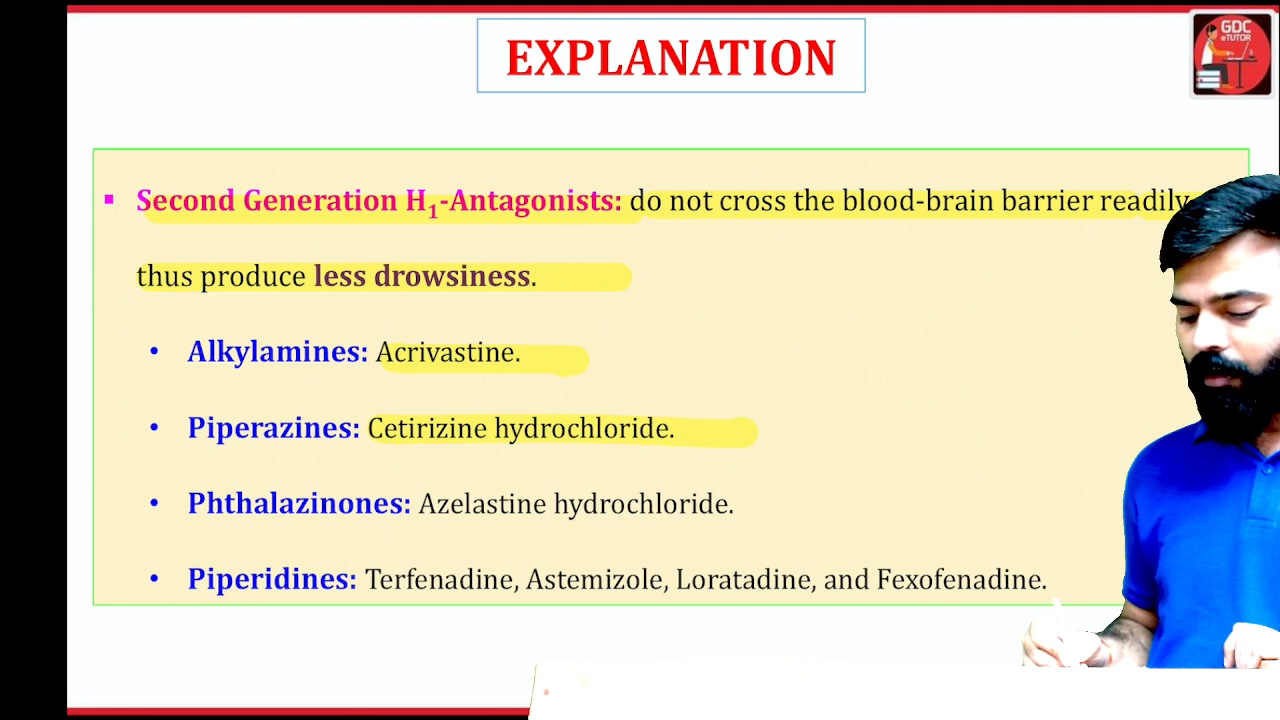 EXPLANATION
GDC
eTUTOR
▪ Second Generation H₁-Antagonists: do not cross the blood-brain barrier readily
thus produce less drowsiness.
• Alkylamines: Acrivastine.
• Piperazines: Cetirizine hydrochloride.
• Phthalazinones: Azelastine hydrochloride.
• Piperidines: Terfenadine, Astemizole, Loratadine, and Fexofenadine.